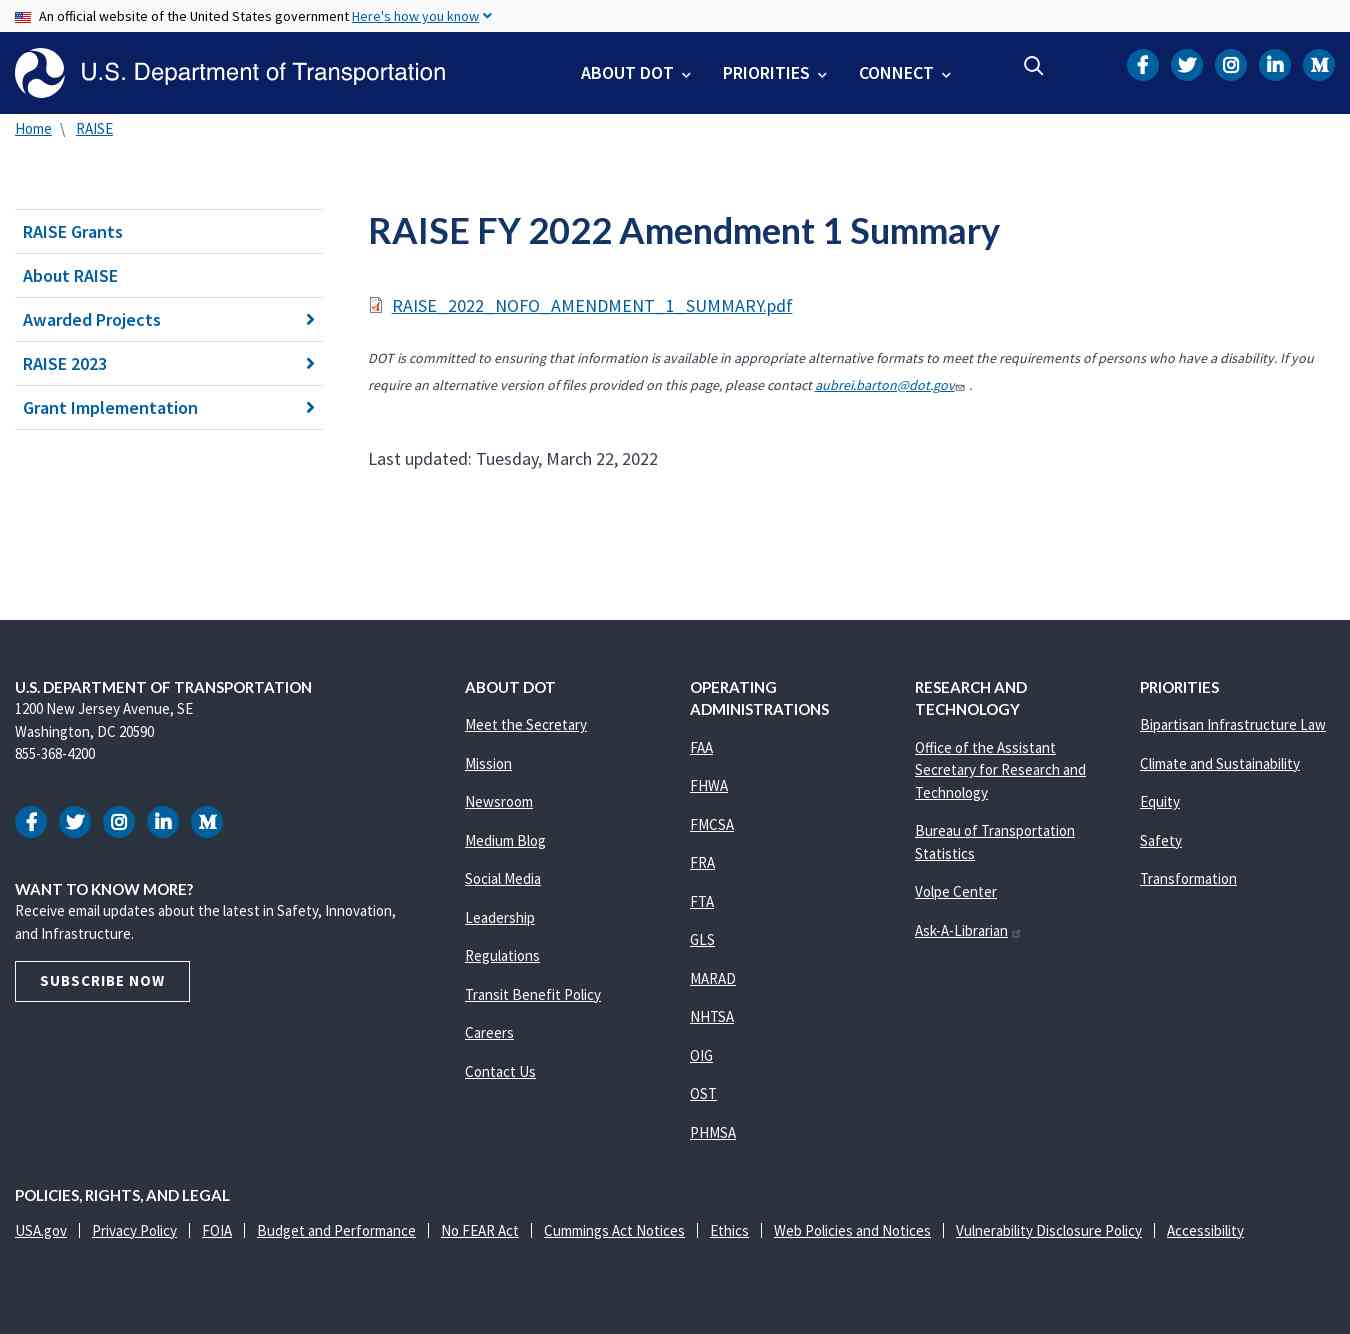 An official website of the United States government Here's how you know
U.S. Department of Transportation
ABOUT DOT
PRIORITIES
CONNECT
Home \ RAISE
RAISE Grants
About RAISE
Awarded Projects
RAISE 2023
Grant Implementation
RAISE FY 2022 Amendment 1 Summary
RAISE_2022_NOFO_AMENDMENT_1_SUMMARY.pdf
DOT is committed to ensuring that information is available in appropriate alternative formats to meet the requirements of persons who have a disability. If you
require an alternative version of files provided on this page, please contact aubrei.barton@dot.gov .
Last updated: Tuesday, March 22, 2022
U.S. DEPARTMENT OF TRANSPORTATION
1200 New Jersey Avenue, SE
Washington, DC 20590
855-368-4200
WANT TO KNOW MORE?
Receive email updates about the latest in Safety, Innovation,
and Infrastructure.
SUBSCRIBE NOW
ABOUT DOT
Meet the Secretary
Mission
Newsroom
Medium Blog
Social Media
Leadership
Regulations
Transit Benefit Policy
Careers
Contact Us
OPERATING
ADMINISTRATIONS
FAA
FHWA
FMCSA
FRA
FTA
GLS
MARAD
NHTSA
OIG
OST
PHMSA
RESEARCH AND
TECHNOLOGY
Office of the Assistant
Secretary for Research and
Technology
Bureau of Transportation
Statistics
Volpe Center
Ask-A-Librarian
PRIORITIES
Bipartisan Infrastructure Law
Climate and Sustainability
Equity
Safety
Transformation
POLICIES, RIGHTS, AND LEGAL
USA.gov | Privacy Policy | FOIA | Budget and Performance | No FEAR Act | Cummings Act Notices | Ethics | Web Policies and Notices | Vulnerability Disclosure Policy | Accessibility